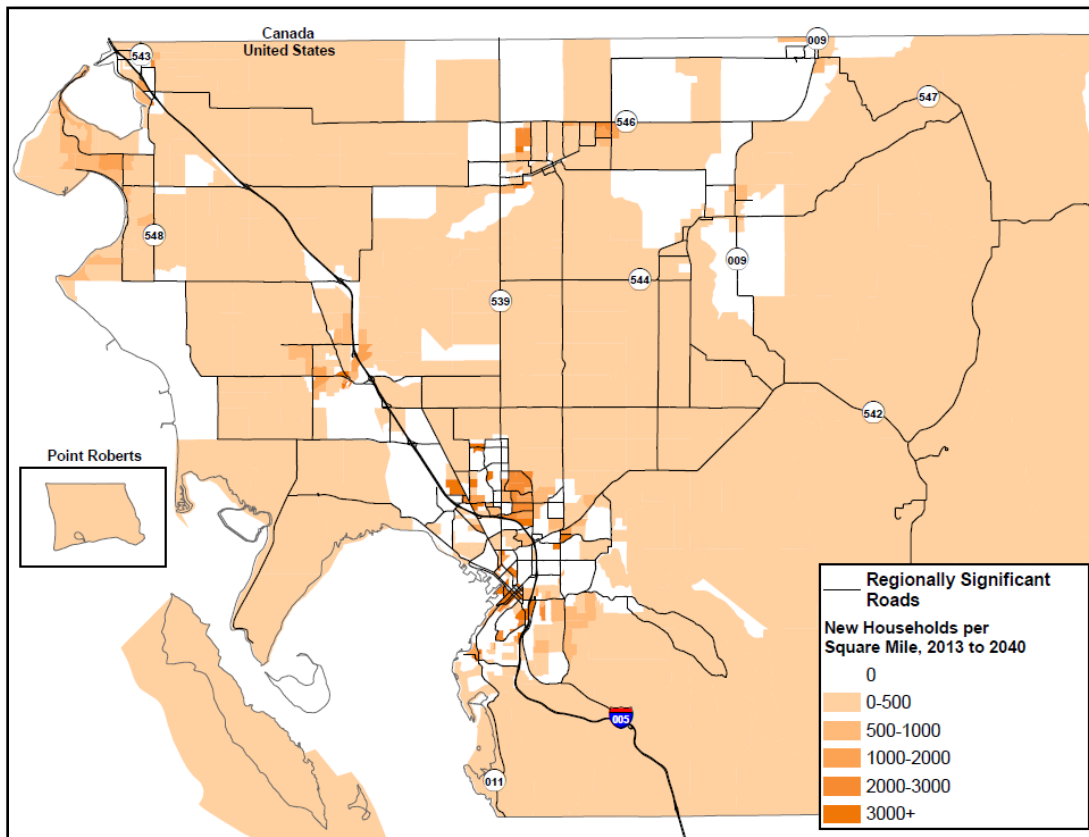 Canada
United States
543
009
547
546
548
009
544
539
542
Point Roberts
005
011
Regionally Significant
Roads
New Households per
Square Mile, 2013 to 2040
0
0-500
500-1000
1000-2000
2000-3000
3000+